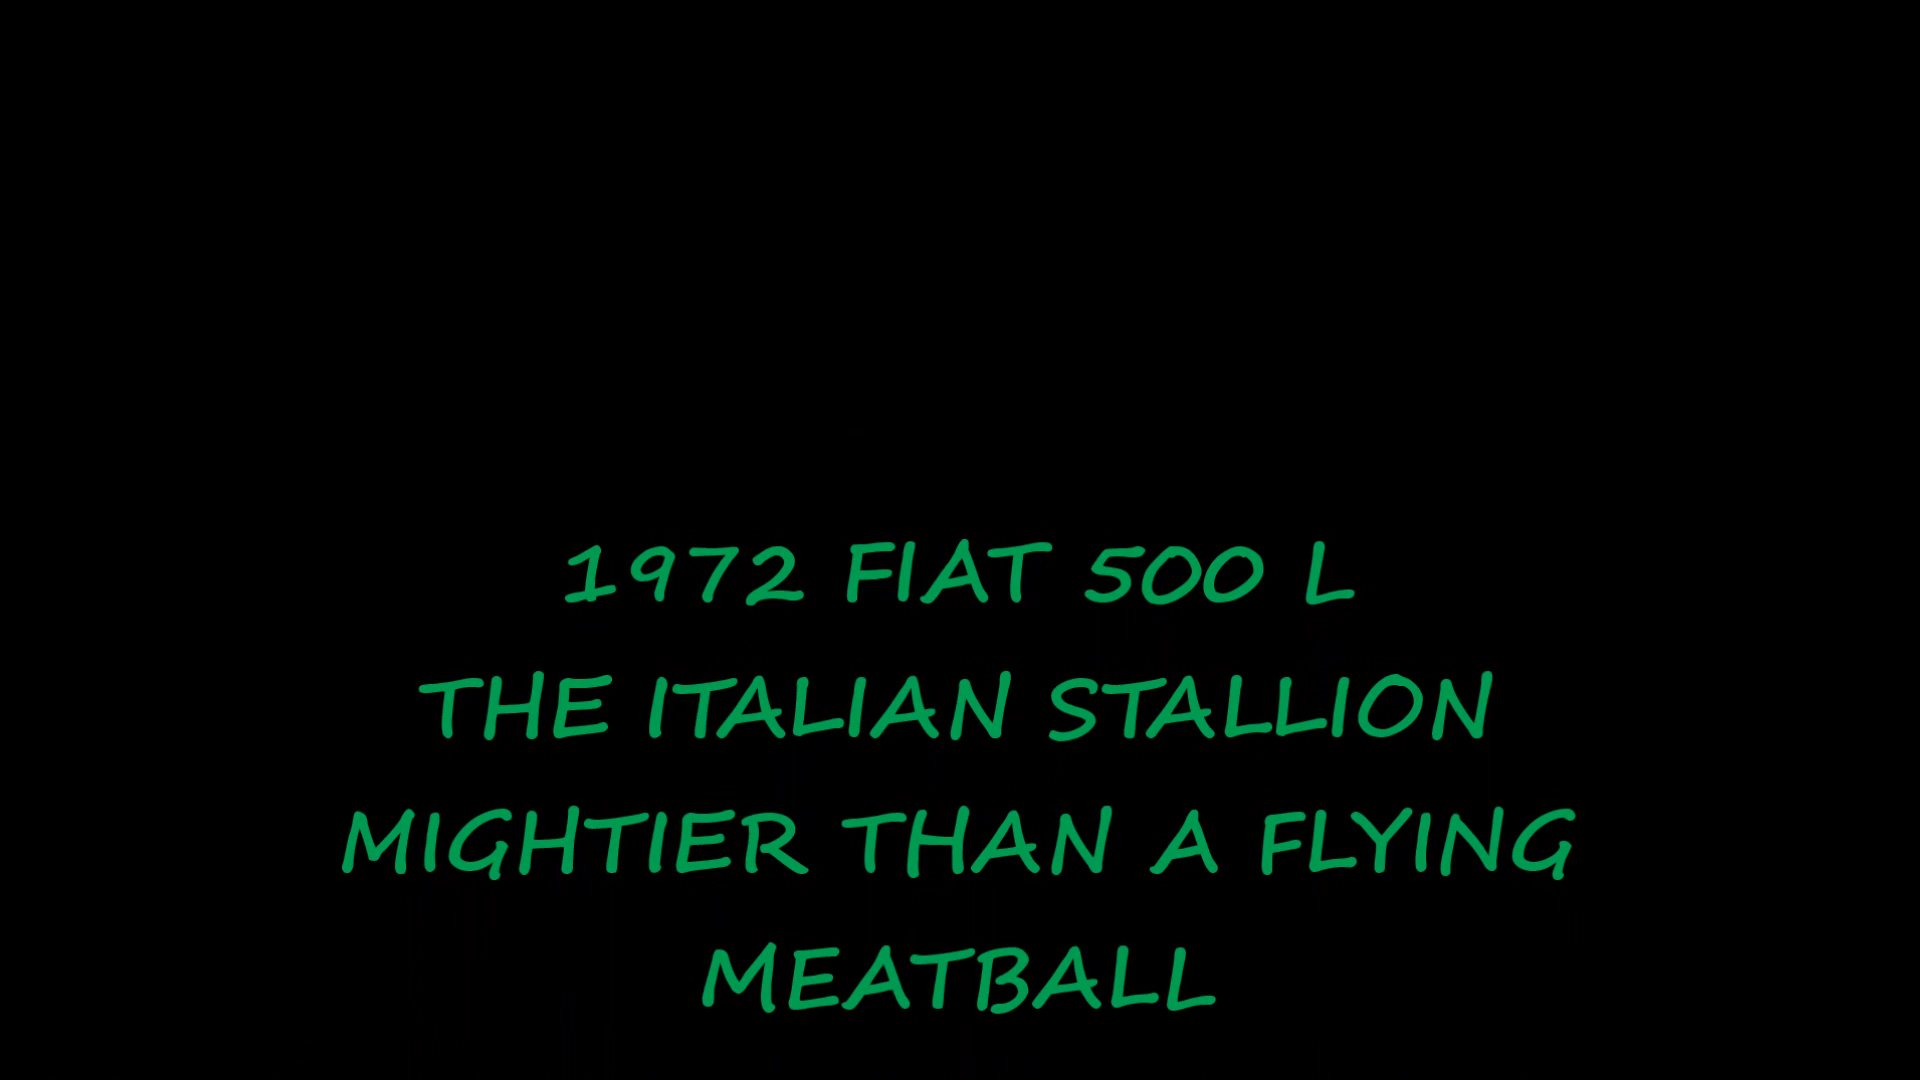 1972 FIAT 500 L
THE ITALIAN STALLION
MIGHTIER THAN A FLYING
MEATBALL